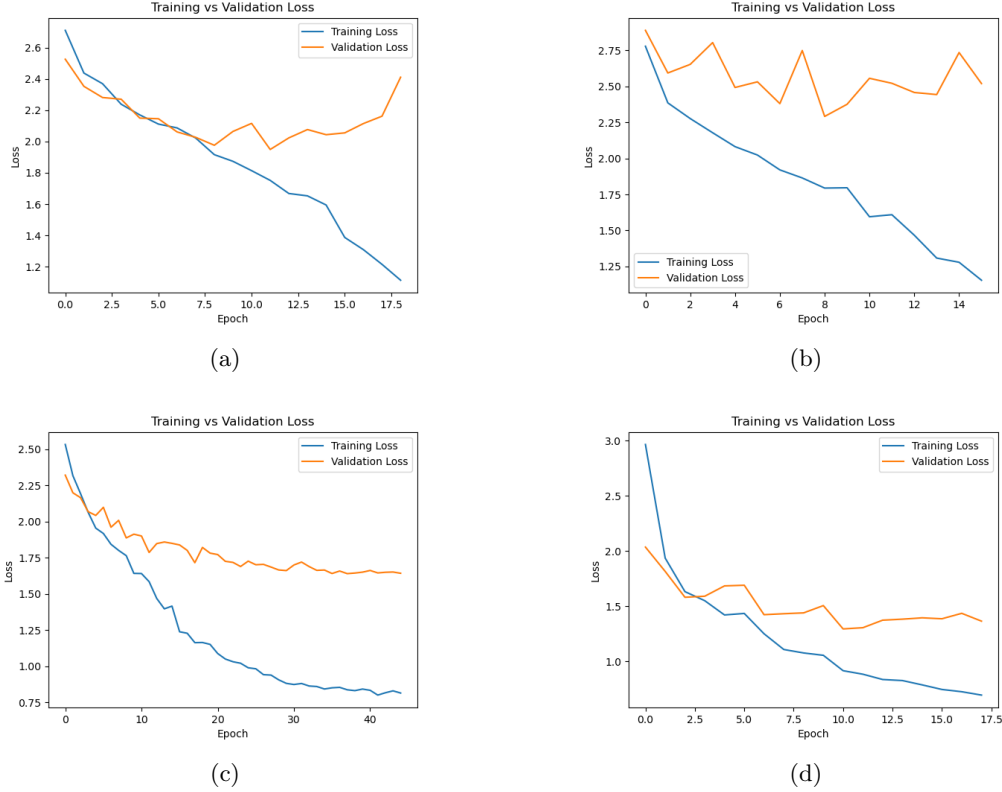 Training vs Validation Loss
Training Loss
Validation Loss
Loss
2.6
2.4
2.2
2.0
1.8
1.6
1.4
1.2
0.0 2.5 5.0 7.5 10.0 12.5 15.0 17.5
Epoch
(a)
Training vs Validation Loss
Loss
2.75
2.50
2.25
2.00
1.75
1.50
1.25
Training Loss
Validation Loss
0 2 4 6 8 10 12 14
Epoch
(b)
Training vs Validation Loss
Training Loss
Validation Loss
Loss
2.50
2.25
2.00
1.75
1.50
1.25
1.00
0.75
0 10 20 30 40
Epoch
(c)
Training vs Validation Loss
Training Loss
Validation Loss
Loss
3.0
2.5
2.0
1.5
1.0
0.0 2.5 5.0 7.5 10.0 12.5 15.0 17.5
Epoch
(d)